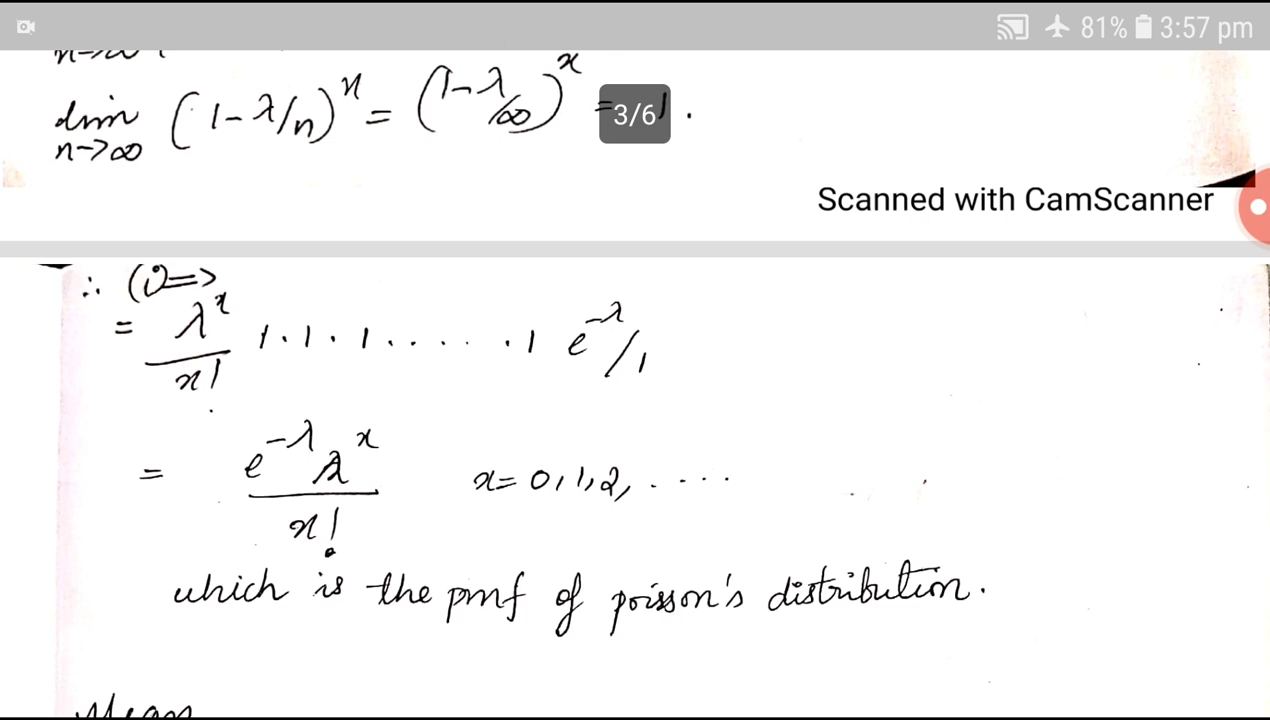 81% 3:57 pm
n→∞
lim (1-λ/n)^x = (1-λ/∞)^x = 1.
n→∞
3/6
Scanned with CamScanner
∴ (i)=>
= λ^x/x! 1.1.1.......1 e^-λ/1
= e^-λ λ^x/x! x=0,1,2,....
which is the pmf of poisson's distribution.
Mean